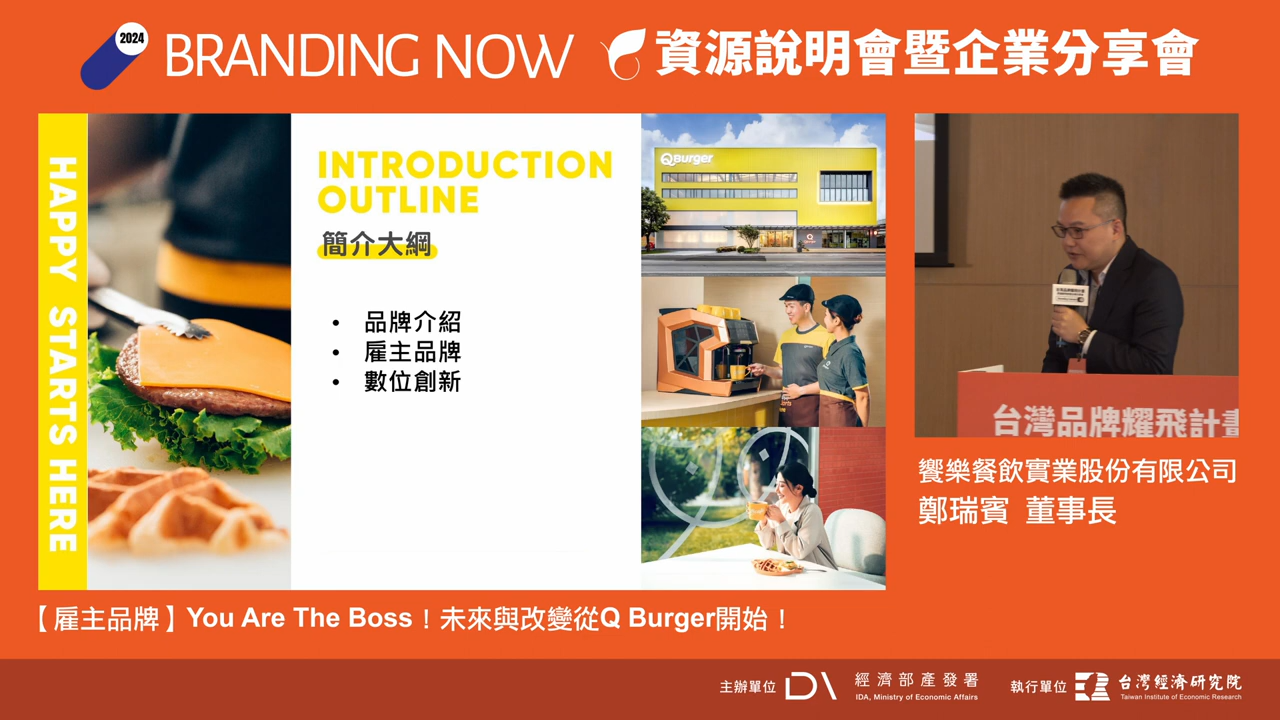 2024
BRANDING NOW
資源說明會暨企業分享會
HAPPY STARTS HERE
INTRODUCTION
OUTLINE
簡介大綱
• 品牌介紹
• 雇主品牌
• 數位創新
QBurger
台灣品牌耀飛計畫
饗樂餐飲實業股份有限公司
鄭瑞賓 董事長
【雇主品牌】You Are The Boss！未來與改變從Q Burger開始！
主辦單位
經濟部產發署
IDA, Ministry of Economic Affairs
執行單位
台灣經濟研究院
Taiwan Institute of Economic Research